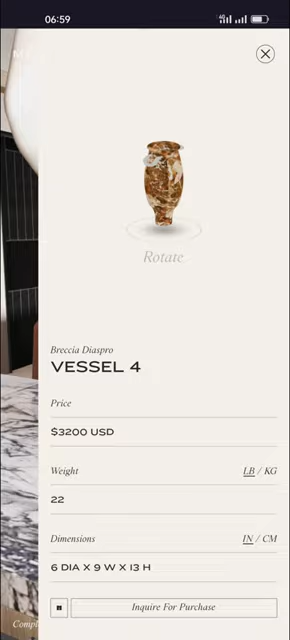 06:59
Rotate
Breccia Diaspro
VESSEL 4
Price
$3200 USD
Weight LB / KG
22
Dimensions IN / CM
6 DIA X 9 W X 13 H
Inquire For Purchase